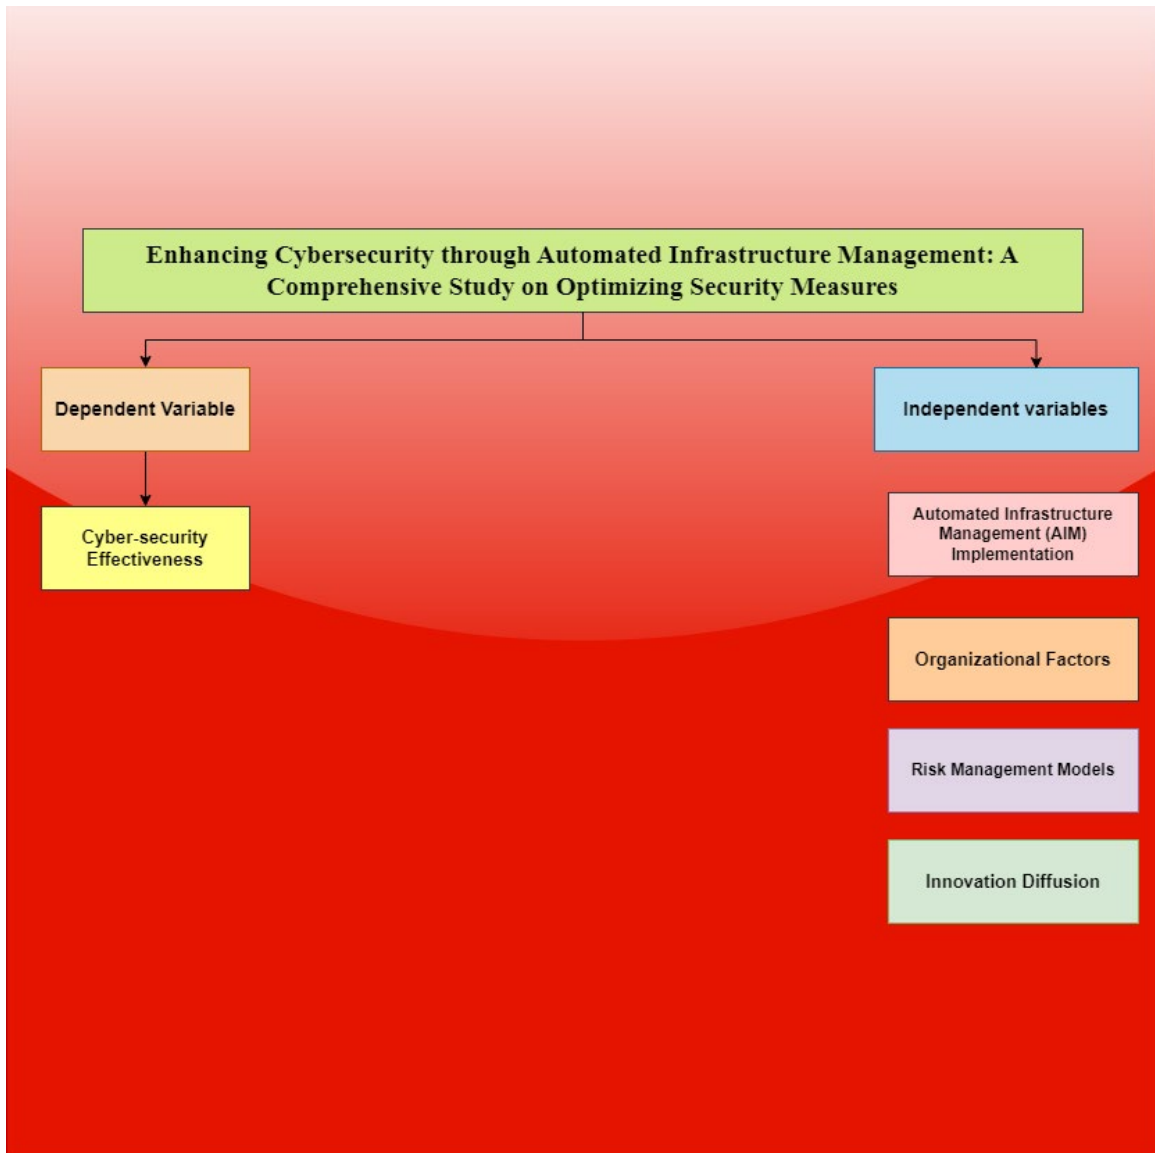 Enhancing Cybersecurity through Automated Infrastructure Management: A
Comprehensive Study on Optimizing Security Measures
Dependent Variable
Independent variables
Cyber-security
Effectiveness
Automated Infrastructure
Management (AIM)
Implementation
Organizational Factors
Risk Management Models
Innovation Diffusion